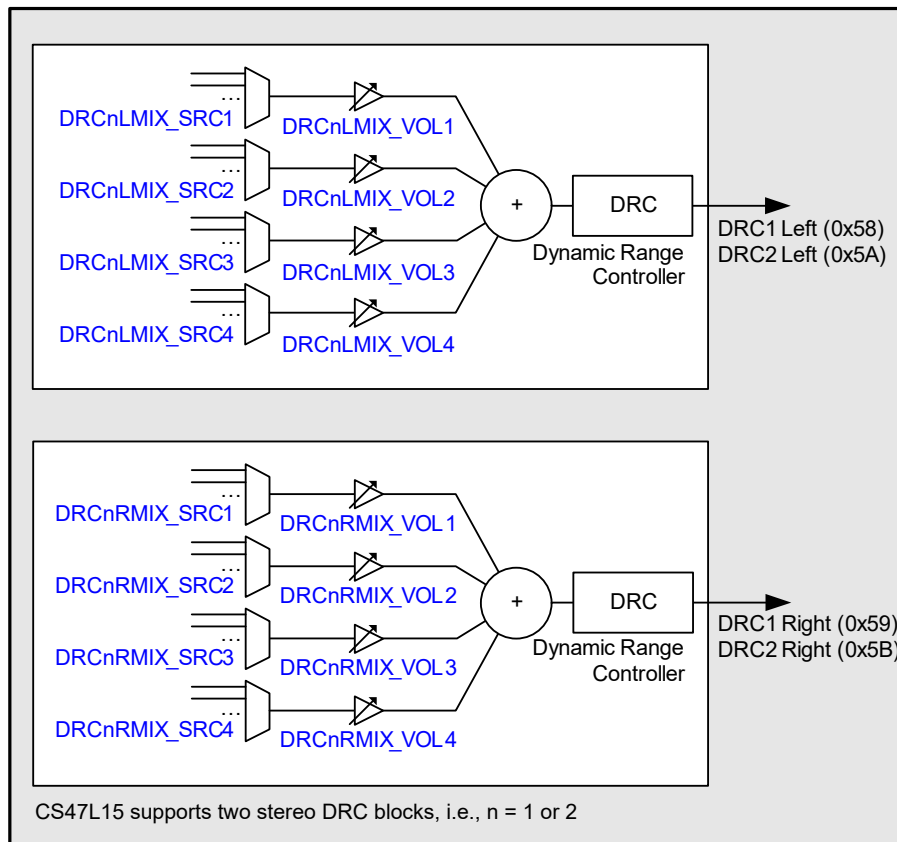 ...
DRCnLMIX_SRC1
DRCnLMIX_VOL1
...
DRCnLMIX_SRC2
DRCnLMIX_VOL2
...
DRCnLMIX_SRC3
DRCnLMIX_VOL3
...
DRCnLMIX_SRC4
DRCnLMIX_VOL4
+
DRC
Dynamic Range
Controller
DRC1 Left (0x58)
DRC2 Left (0x5A)
...
DRCnRMIX_SRC1
DRCnRMIX_VOL1
...
DRCnRMIX_SRC2
DRCnRMIX_VOL2
...
DRCnRMIX_SRC3
DRCnRMIX_VOL3
...
DRCnRMIX_SRC4
DRCnRMIX_VOL4
+
DRC
Dynamic Range
Controller
DRC1 Right (0x59)
DRC2 Right (0x5B)
CS47L15 supports two stereo DRC blocks, i.e., n = 1 or 2